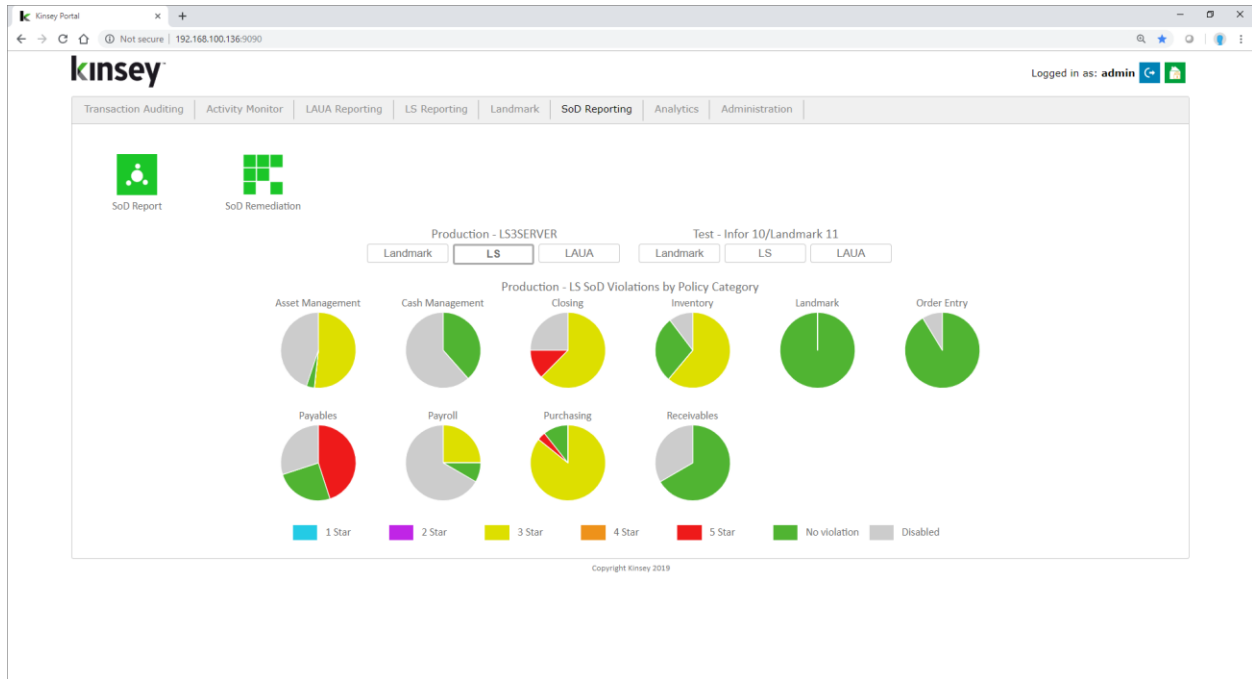 Kinsey Portal
Not secure | 192.168.100.136:9090
kinsey
Logged in as: admin
Transaction Auditing Activity Monitor LAUA Reporting LS Reporting Landmark SoD Reporting Analytics Administration
SoD Report SoD Remediation
Production - LS3SERVER Test - Infor 10/Landmark 11
Landmark LS LAUA Landmark LS LAUA
Production - LS SoD Violations by Policy Category
Asset Management Cash Management Closing Inventory Landmark Order Entry
Payables Payroll Purchasing Receivables
1 Star 2 Star 3 Star 4 Star 5 Star No violation Disabled
Copyright Kinsey 2019